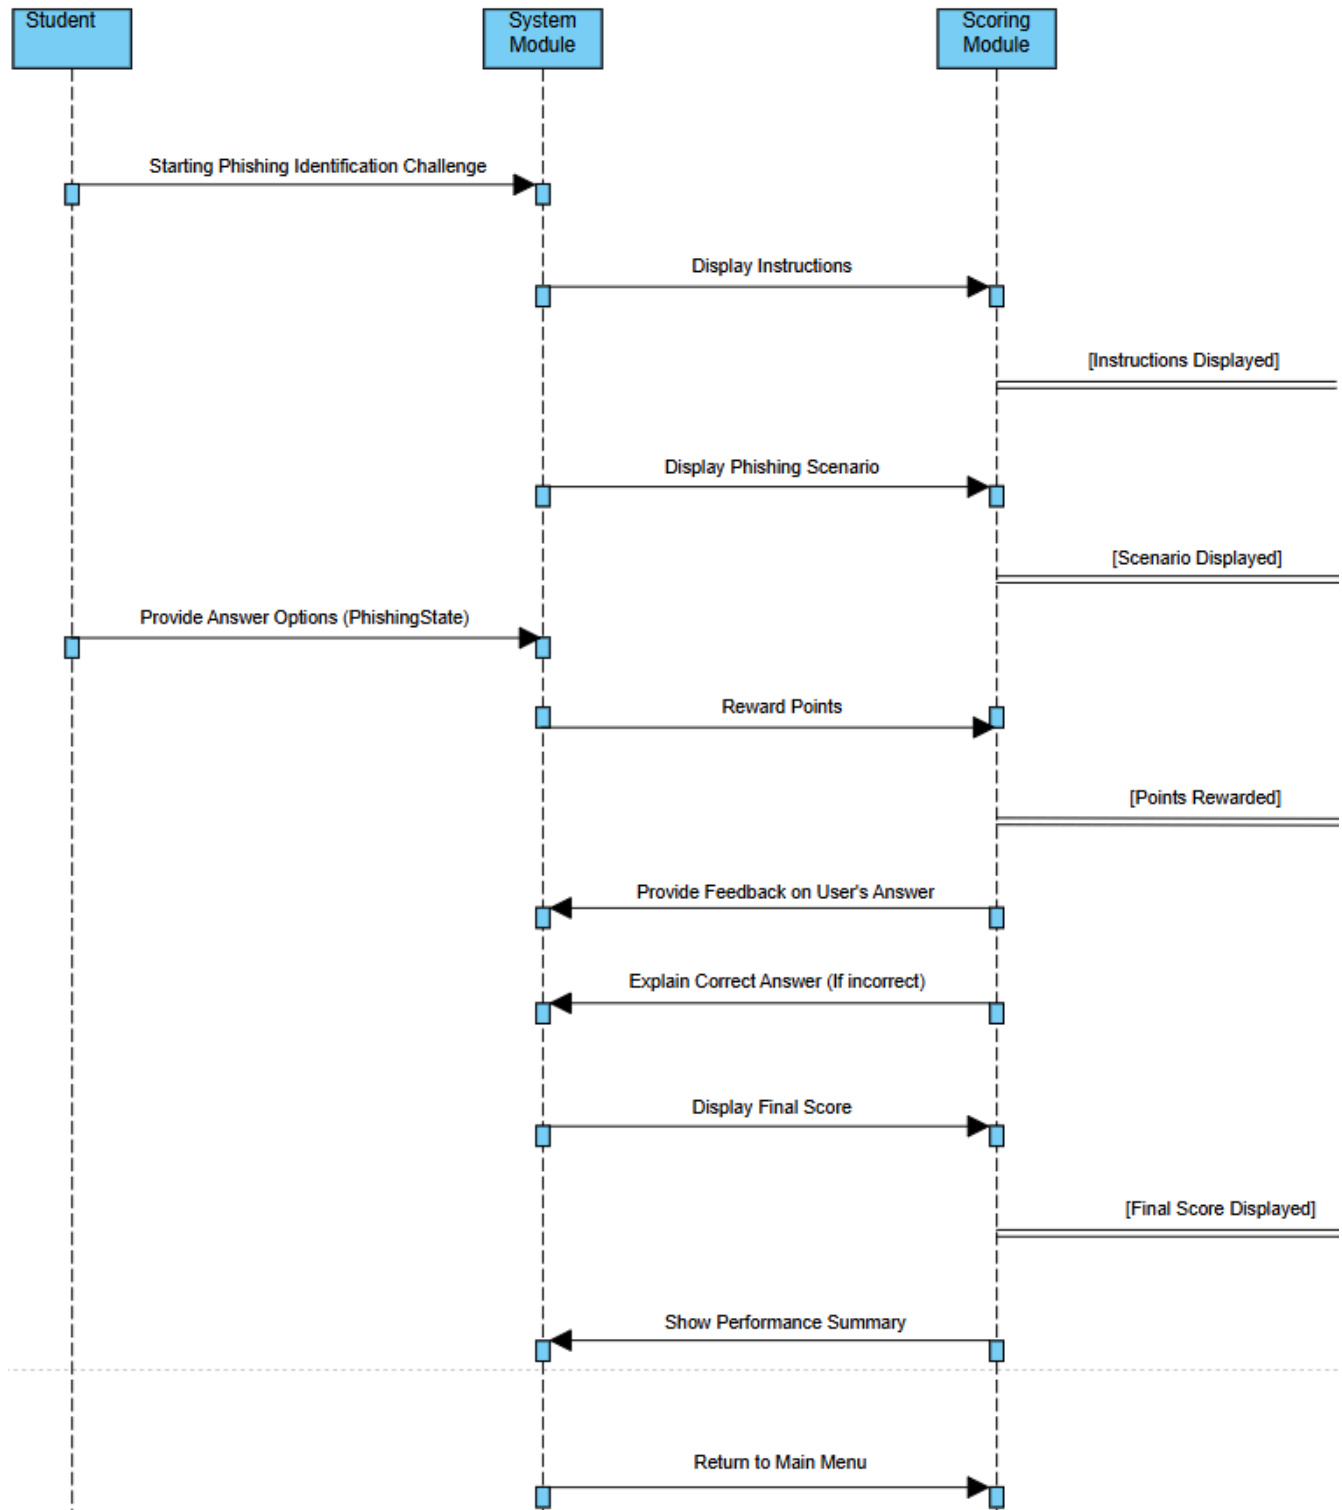 Student
System
Module
Scoring
Module
Starting Phishing Identification Challenge
Display Instructions
[Instructions Displayed]
Display Phishing Scenario
[Scenario Displayed]
Provide Answer Options (PhishingState)
Reward Points
[Points Rewarded]
Provide Feedback on User's Answer
Explain Correct Answer (If incorrect)
Display Final Score
[Final Score Displayed]
Show Performance Summary
Return to Main Menu